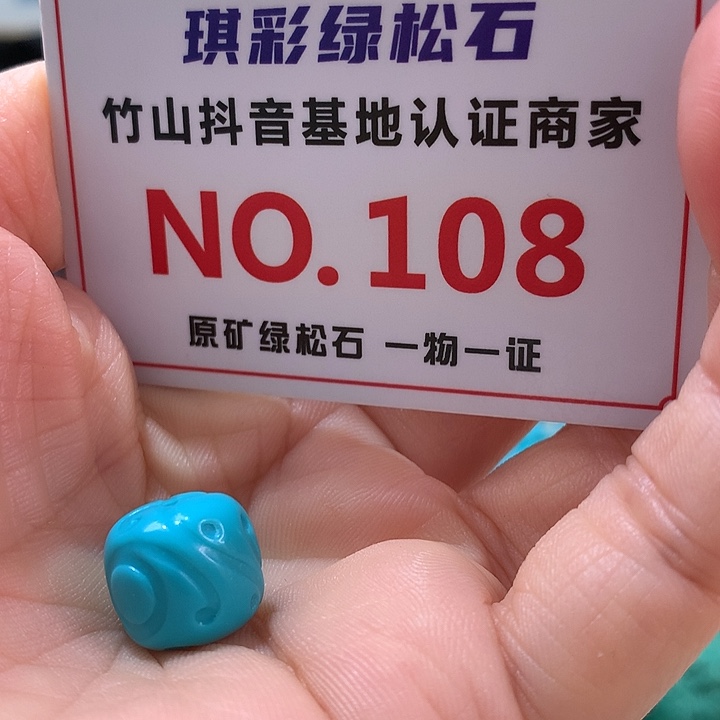 琪彩绿松石
竹山抖音基地认证商家
NO.108
原矿绿松石 一物一证